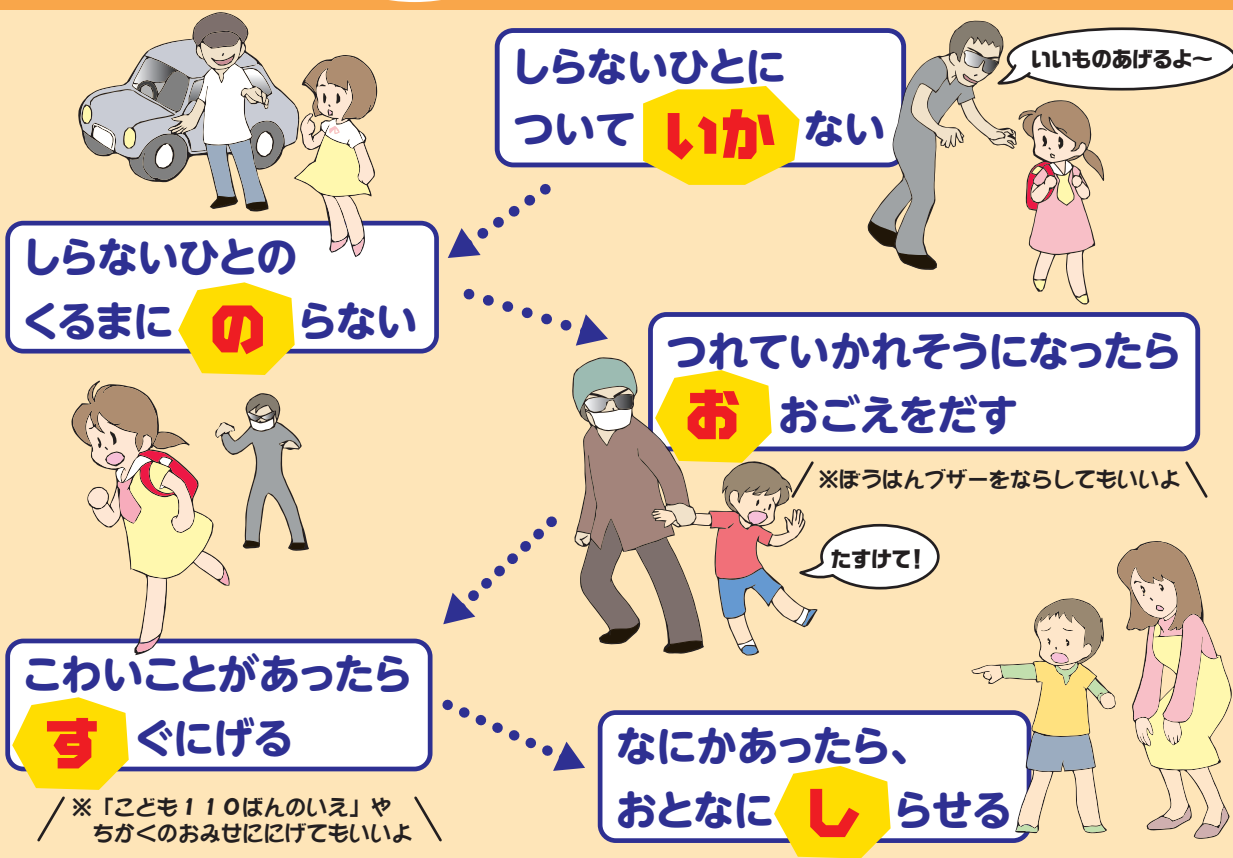 しらないひとに
ついて いか ない
いいものあげるよ〜
しらないひとの
くるまに の らない
つれていかれそうになったら
お おごえをだす
※ぼうはんブザーをならしてもいいよ
たすけて!
こわいことがあったら
す ぐにげる
※「こども110ばんのいえ」や
ちかくのおみせににげてもいいよ
なにかあったら、
おとなに し らせる